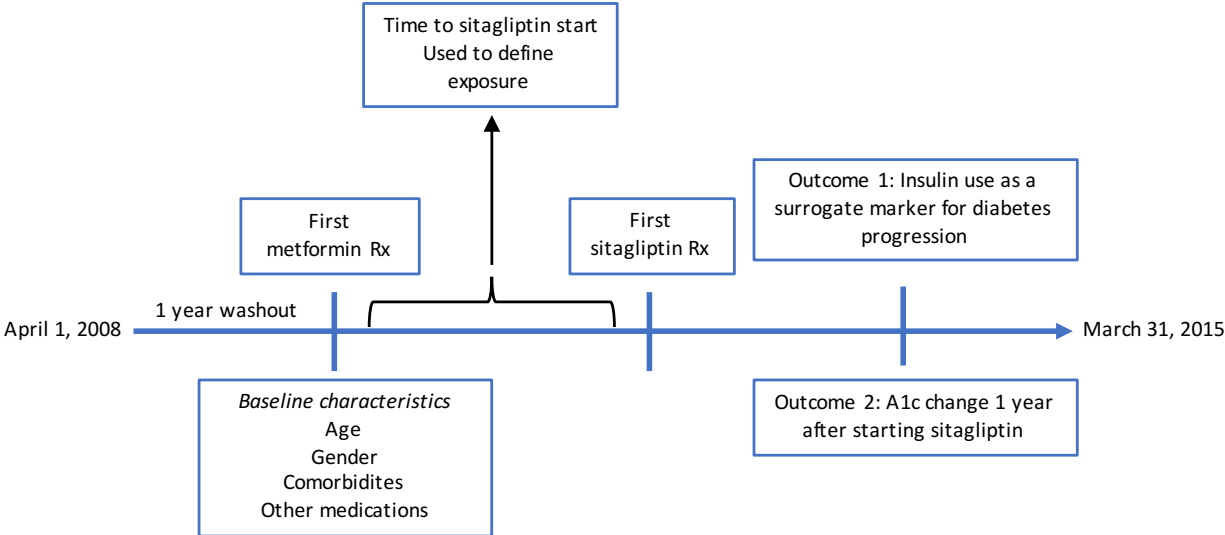 Time to sitagliptin start
Used to define
exposure
First
metformin Rx
First
sitagliptin Rx
Outcome 1: Insulin use as a
surrogate marker for diabetes
progression
1 year washout
April 1, 2008
March 31, 2015
Baseline characteristics
Age
Gender
Comorbidites
Other medications
Outcome 2: A1c change 1 year
after starting sitagliptin